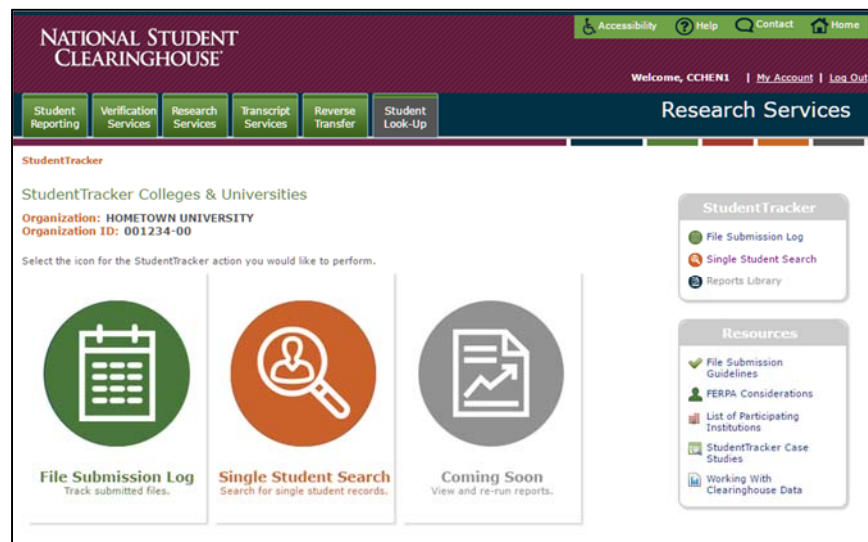 NATIONAL STUDENT
CLEARINGHOUSE®
Accessibility Help Contact Home
Welcome, CCHEN1 | My Account | Log Out
Student Reporting
Verification Services
Research Services
Transcript Services
Reverse Transfer
Student Look-Up
Research Services
StudentTracker
StudentTracker Colleges & Universities
Organization: HOMETOWN UNIVERSITY
Organization ID: 001234-00
Select the icon for the StudentTracker action you would like to perform.
File Submission Log
Track submitted files.
Single Student Search
Search for single student records.
Coming Soon
View and re-run reports.
StudentTracker
File Submission Log
Single Student Search
Reports Library
Resources
File Submission
Guidelines
FERPA Considerations
List of Participating
Institutions
StudentTracker Case
Studies
Working With
Clearinghouse Data